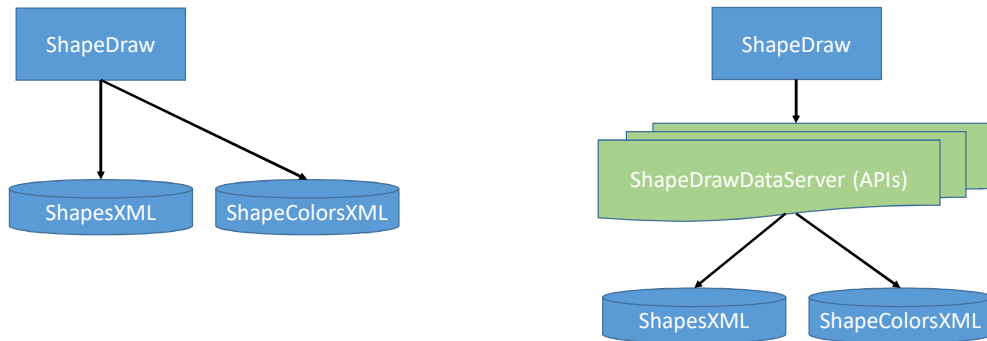 ShapeDraw
ShapeDraw
ShapeDrawDataServer (APIs)
ShapesXML
ShapeColorsXML
ShapesXML
ShapeColorsXML